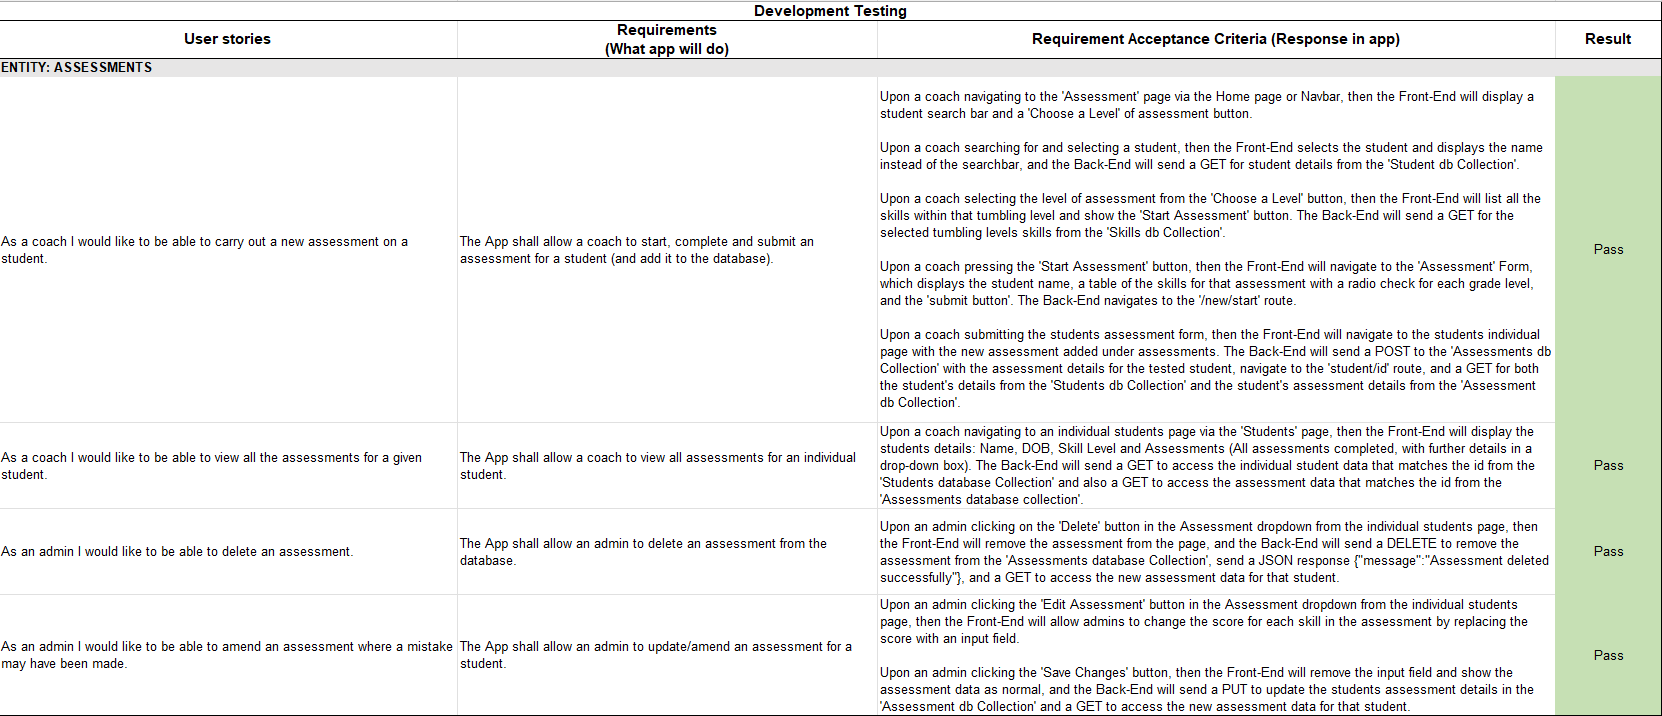 Development Testing
User stories
Requirements
(What app will do)
Requirement Acceptance Criteria (Response in app)
Result
ENTITY: ASSESSMENTS
As a coach I would like to be able to carry out a new assessment on a
student.
The App shall allow a coach to start, complete and submit an
assessment for a student (and add it to the database).
Upon a coach navigating to the 'Assessment' page via the Home page or Navbar, then the Front-End will display a
student search bar and a 'Choose a Level' of assessment button.
Upon a coach searching for and selecting a student, then the Front-End selects the student and displays the name
instead of the searchbar, and the Back-End will send a GET for student details from the 'Student db Collection'.
Upon a coach selecting the level of assessment from the 'Choose a Level' button, then the Front-End will list all the
skills within that tumbling level and show the 'Start Assessment' button. The Back-End will send a GET for the
selected tumbling levels skills from the 'Skills db Collection'.
Upon a coach pressing the 'Start Assessment' button, then the Front-End will navigate to the 'Assessment' Form,
which displays the student name, a table of the skills for that assessment with a radio check for each grade level,
and the 'submit button'. The Back-End navigates to the '/new/start' route.
Upon a coach submitting the students assessment form, then the Front-End will navigate to the students individual
page with the new assessment added under assessments. The Back-End will send a POST to the 'Assessments db
Collection' with the assessment details for the tested student, navigate to the 'student/id' route, and a GET for both
the student's details from the 'Students db Collection' and the student's assessment details from the 'Assessment
db Collection'.
Pass
As a coach I would like to be able to view all the assessments for a given
student.
The App shall allow a coach to view all assessments for an individual
student.
Upon a coach navigating to an individual students page via the 'Students' page, then the Front-End will display the
students details: Name, DOB, Skill Level and Assessments (All assessments completed, with further details in a
drop-down box). The Back-End will send a GET to access the individual student data that matches the id from the
'Students database Collection' and also a GET to access the assessment data that matches the id from the
'Assessments database collection'.
Pass
As an admin I would like to be able to delete an assessment.
The App shall allow an admin to delete an assessment from the
database.
Upon an admin clicking on the 'Delete' button in the Assessment dropdown from the individual students page, then
the Front-End will remove the assessment from the page, and the Back-End will send a DELETE to remove the
assessment from the 'Assessments database Collection', send a JSON response {"message":"Assessment deleted
successfully"}, and a GET to access the new assessment data for that student.
Pass
As an admin I would like to be able to amend an assessment where a mistake
may have been made.
The App shall allow an admin to update/amend an assessment for a
student.
Upon an admin clicking the 'Edit Assessment' button in the Assessment dropdown from the individual students
page, then the Front-End will allow admins to change the score for each skill in the assessment by replacing the
score with an input field.
Upon an admin clicking the 'Save Changes' button, then the Front-End will remove the input field and show the
assessment data as normal, and the Back-End will send a PUT to update the students assessment details in the
'Assessment db Collection' and a GET to access the new assessment data for that student.
Pass